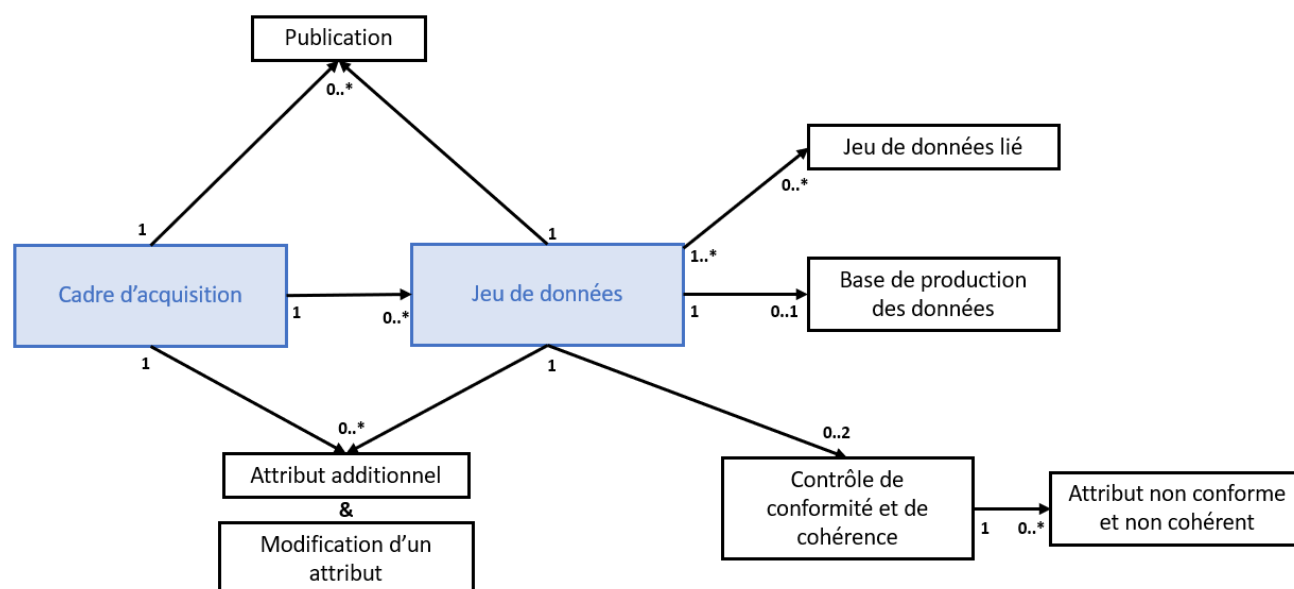 Publication
0..*
Jeu de données lié
0..*
1
1
1..*
Cadre d’acquisition
Jeu de données
Base de production
des données
1
0..*
1
0..1
1
1
0..*
0..2
Attribut additionnel
&
Modification d’un
attribut
Contrôle de
conformité et de
cohérence
Attribut non conforme
et non cohérent
1
0..*